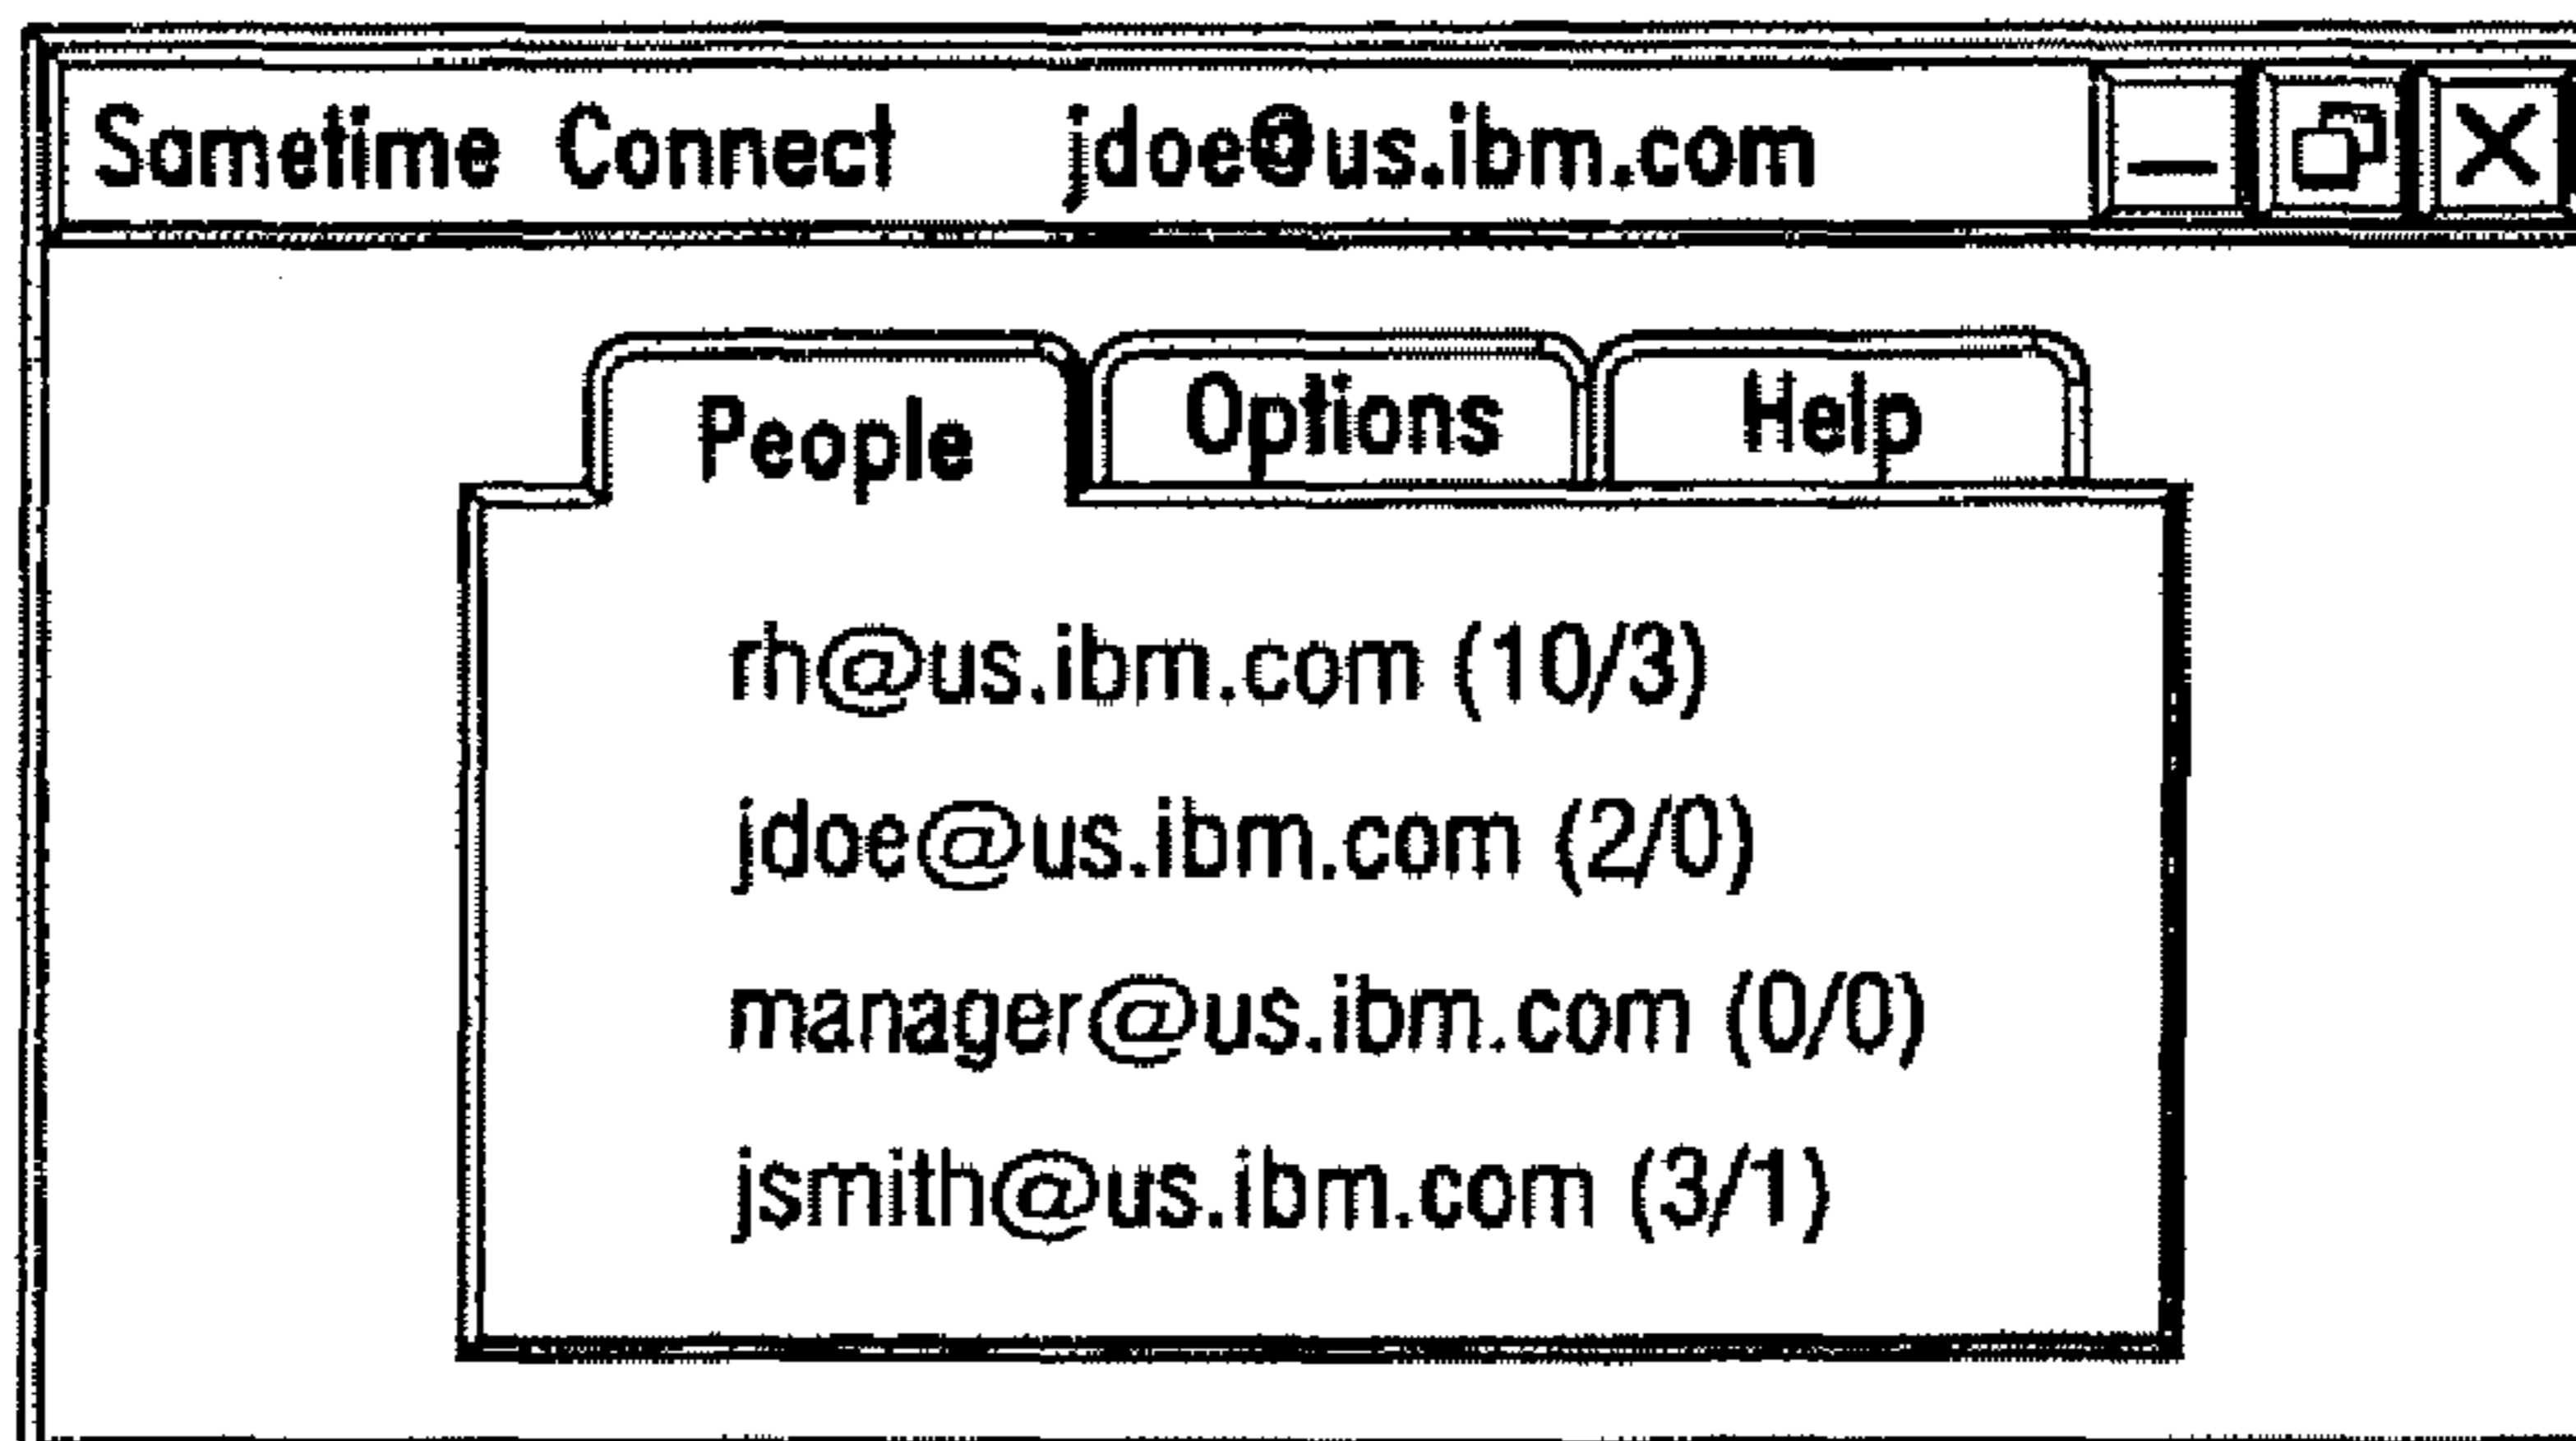 Sametime Connect jdoe@us.ibm.com
People Options Help
rh@us.ibm.com (10/3)
jdoe@us.ibm.com (2/0)
manager@us.ibm.com (0/0)
jsmith@us.ibm.com (3/1)